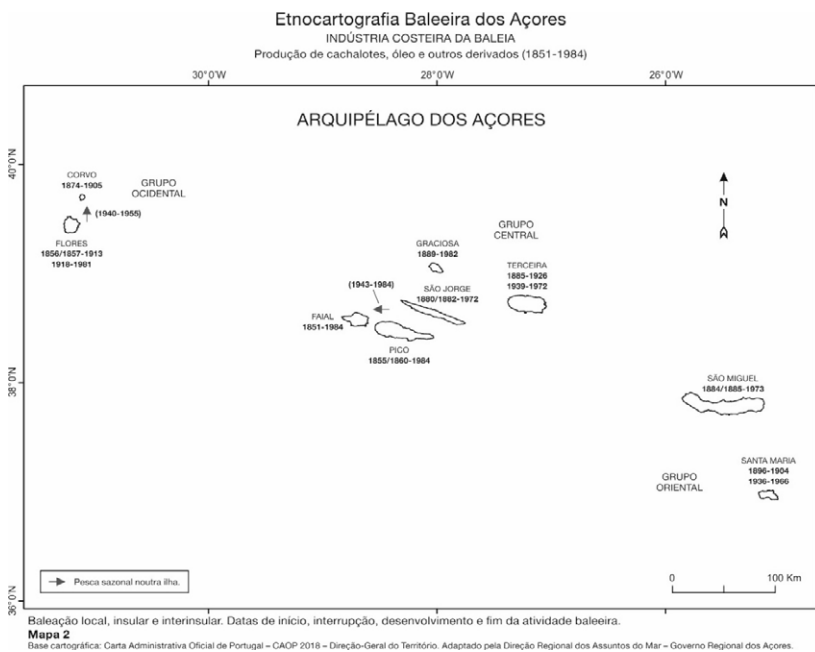 Etnocartografia Baleeira dos Açores
INDÚSTRIA COSTEIRA DA BALEIA
Produção de cachalotes, óleo e outros derivados (1851-1984)
30°0'W
28°0'W
26°0'W
ARQUIPÉLAGO DOS AÇORES
40°0'N
CORVO
1874-1905
GRUPO
OCIDENTAL
(1940-1955)
FLORES
1856/1857-1913
1918-1981
N
GRUPO
CENTRAL
GRACIOSA
1889-1982
TERCEIRA
1885-1926
1939-1972
(1943-1984)
SÃO JORGE
1880/1882-1972
FAIAL
1851-1984
PICO
1855/1860-1984
38°0'N
SÃO MIGUEL
1884/1885-1973
SANTA MARIA
1896-1904
1936-1966
GRUPO
ORIENTAL
Pesca sazonal noutra ilha.
0 100 Km
36°0'N
Baleação local, insular e interinsular. Datas de início, interrupção, desenvolvimento e fim da atividade baleeira.
Mapa 2
Base cartográfica: Carta Administrativa Oficial de Portugal – CAOP 2018 – Direção-Geral do Território. Adaptado pela Direção Regional dos Assuntos do Mar – Governo Regional dos Açores.